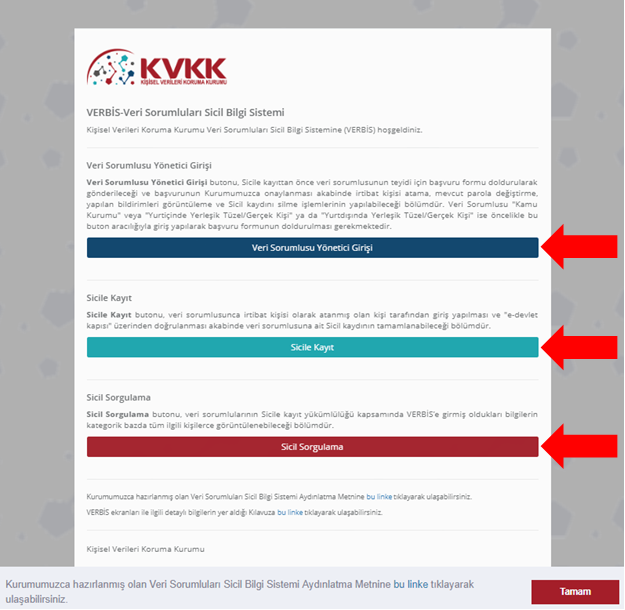 KVKK
KİŞİSEL VERİLERİ KORUMA KURUMU
VERBİS-Veri Sorumluları Sicil Bilgi Sistemi
Kişisel Verileri Koruma Kurumu Veri Sorumluları Sicil Bilgi Sistemine (VERBİS) hoşgeldiniz.
Veri Sorumlusu Yönetici Girişi
Veri Sorumlusu Yönetici Girişi butonu, Sicile kayıttan önce veri sorumlusunun teyidi için başvuru formu doldurularak
gönderileceği ve başvurunun Kurumumuzca onaylanması akabinde irtibat kişisi atama, mevcut parola değiştirme,
yapılan bildirimleri görüntüleme ve Sicil kaydını silme işlemlerinin yapılabileceği bölümdür. Veri Sorumlusu "Kamu
Kurumu" veya "Yurtiçinde Yerleşik Tüzel/Gerçek Kişi" ya da "Yurtdışında Yerleşik Tüzel/Gerçek Kişi" ise öncelikle bu
buton aracılığıyla giriş yapılarak başvuru formunun doldurulması gerekmektedir.
Veri Sorumlusu Yönetici Girişi
Sicile Kayıt
Sicile Kayıt butonu, veri sorumlusunca irtibat kişisi olarak atanmış olan kişi tarafından giriş yapılması ve "e-devlet
kapısı" üzerinden doğrulanması akabinde veri sorumlusuna ait Sicil kaydının tamamlanabileceği bölümdür.
Sicile Kayıt
Sicil Sorgulama
Sicil Sorgulama butonu, veri sorumlularının Sicile kayıt yükümlülüğü kapsamında VERBİS'e girmiş oldukları bilgilerin
kategorik bazda tüm ilgili kişilerce görüntülenebileceği bölümdür.
Sicil Sorgulama
Kurumumuzca hazırlanmış olan Veri Sorumluları Sicil Bilgi Sistemi Aydınlatma Metnine bu linke tıklayarak ulaşabilirsiniz.
VERBİS ekranları ile ilgili detaylı bilgilerin yer aldığı Kılavuza bu linke tıklayarak ulaşabilirsiniz.
Kişisel Verileri Koruma Kurumu
Kurumumuzca hazırlanmış olan Veri Sorumluları Sicil Bilgi Sistemi Aydınlatma Metnine bu linke tıklayarak
ulaşabilirsiniz.
Tamam